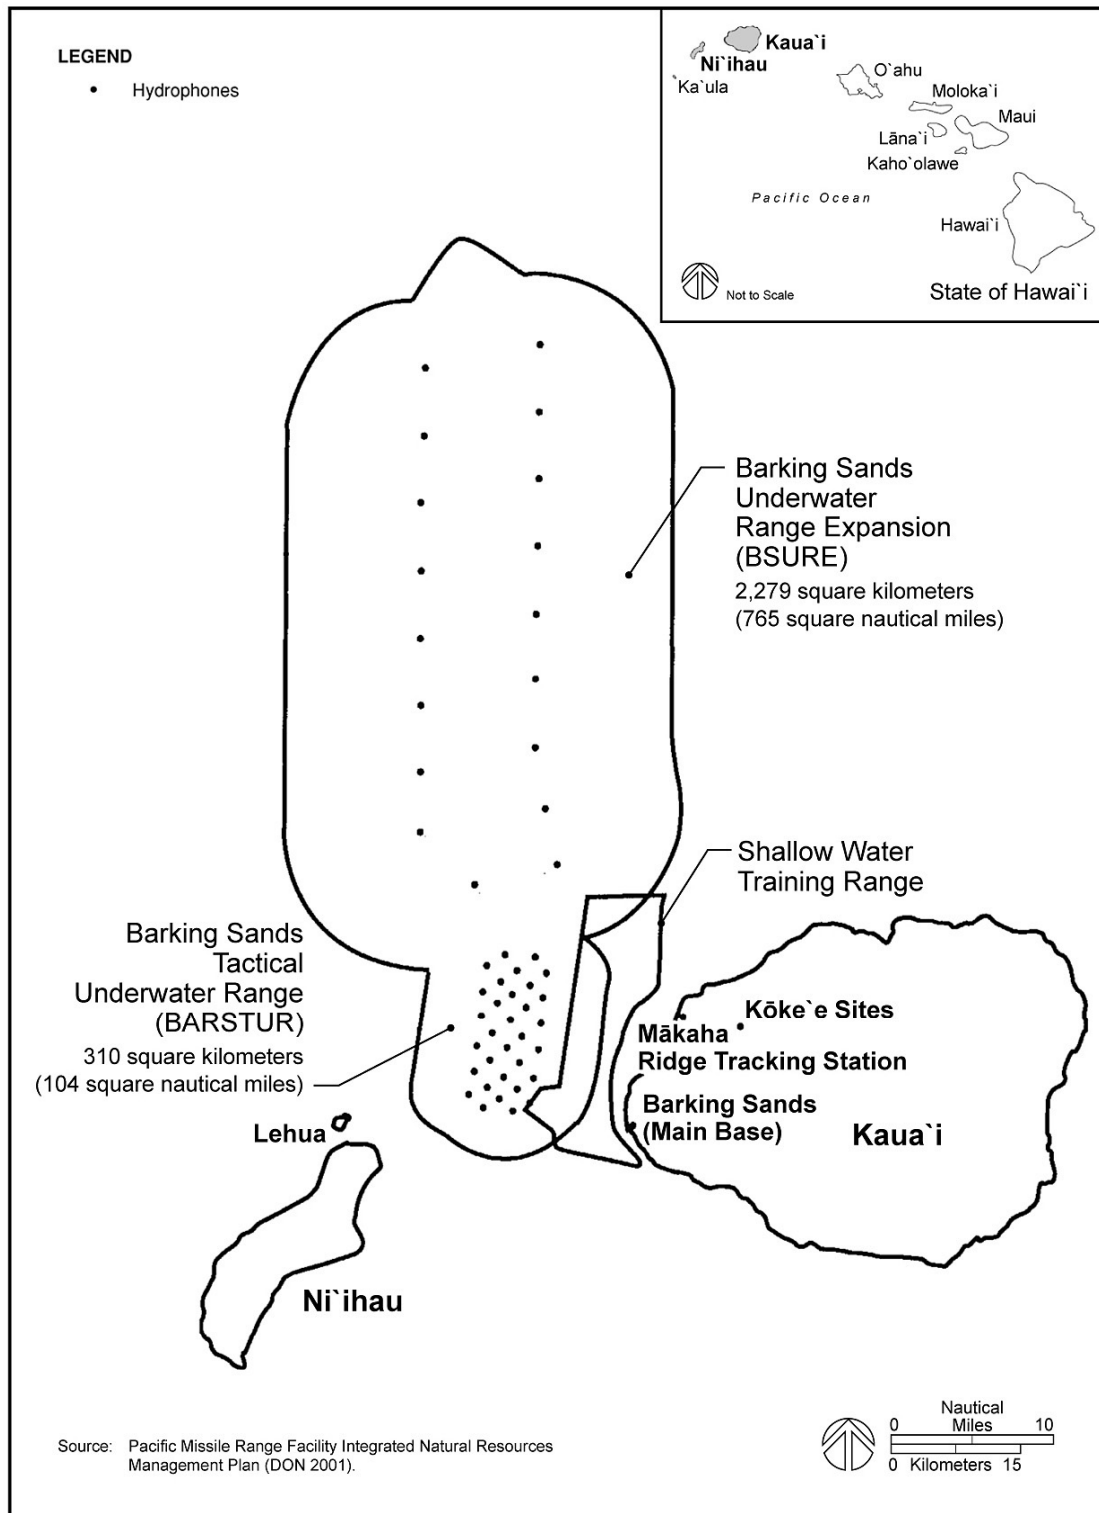 LEGEND
Hydrophones
Kaua`i
Ni`ihau
`Ka`ula
O`ahu
Moloka`i
Maui
Lāna`i
Kaho`olawe
Pacific Ocean
Hawai`i
Not to Scale
State of Hawai`i
Barking Sands
Underwater
Range Expansion
(BSURE)
2,279 square kilometers
(765 square nautical miles)
Shallow Water
Training Range
Barking Sands
Tactical
Underwater Range
(BARSTUR)
310 square kilometers
(104 square nautical miles)
Kōke`e Sites
Mākaha
Ridge Tracking Station
Barking Sands
(Main Base)
Kaua`i
Lehua
Ni`ihau
Nautical
Miles
0 10
0 Kilometers 15
Source: Pacific Missile Range Facility Integrated Natural Resources
Management Plan (DON 2001).